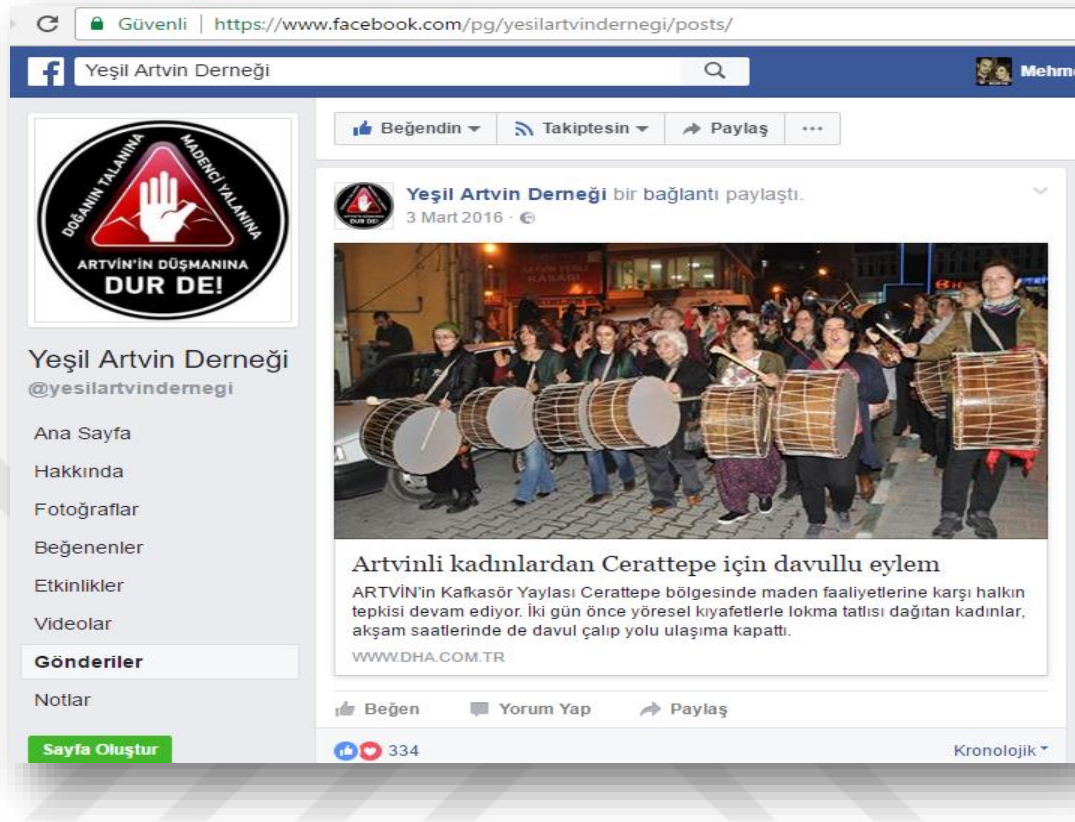 Güvenli | https://www.facebook.com/pg/yesilartvindernegi/posts/
Yeşil Artvin Derneği
Mehme
DOĞANIN TALANINA
MADENCİ YALANINA
ARTVİN'İN DÜŞMANINA
DUR DE!
Yeşil Artvin Derneği
@yesilartvindernegi
Ana Sayfa
Hakkında
Fotoğraflar
Beğenenler
Etkinlikler
Videolar
Gönderiler
Notlar
Sayfa Oluştur
Beğendin
Takiptesin
Paylaş
Yeşil Artvin Derneği bir bağlantı paylaştı.
3 Mart 2016
DUR DE!
KASABI
Artvinli kadınlardan Cerattepe için davullu eylem
ARTVİN'in Kafkasör Yaylası Cerattepe bölgesinde maden faaliyetlerine karşı halkın
tepkisi devam ediyor. İki gün önce yöresel kıyafetlerle lokma tatlısı dağıtan kadınlar,
akşam saatlerinde de davul çalıp yolu ulaşıma kapattı.
WWW.DHA.COM.TR
Beğen Yorum Yap Paylaş
334
Kronolojik